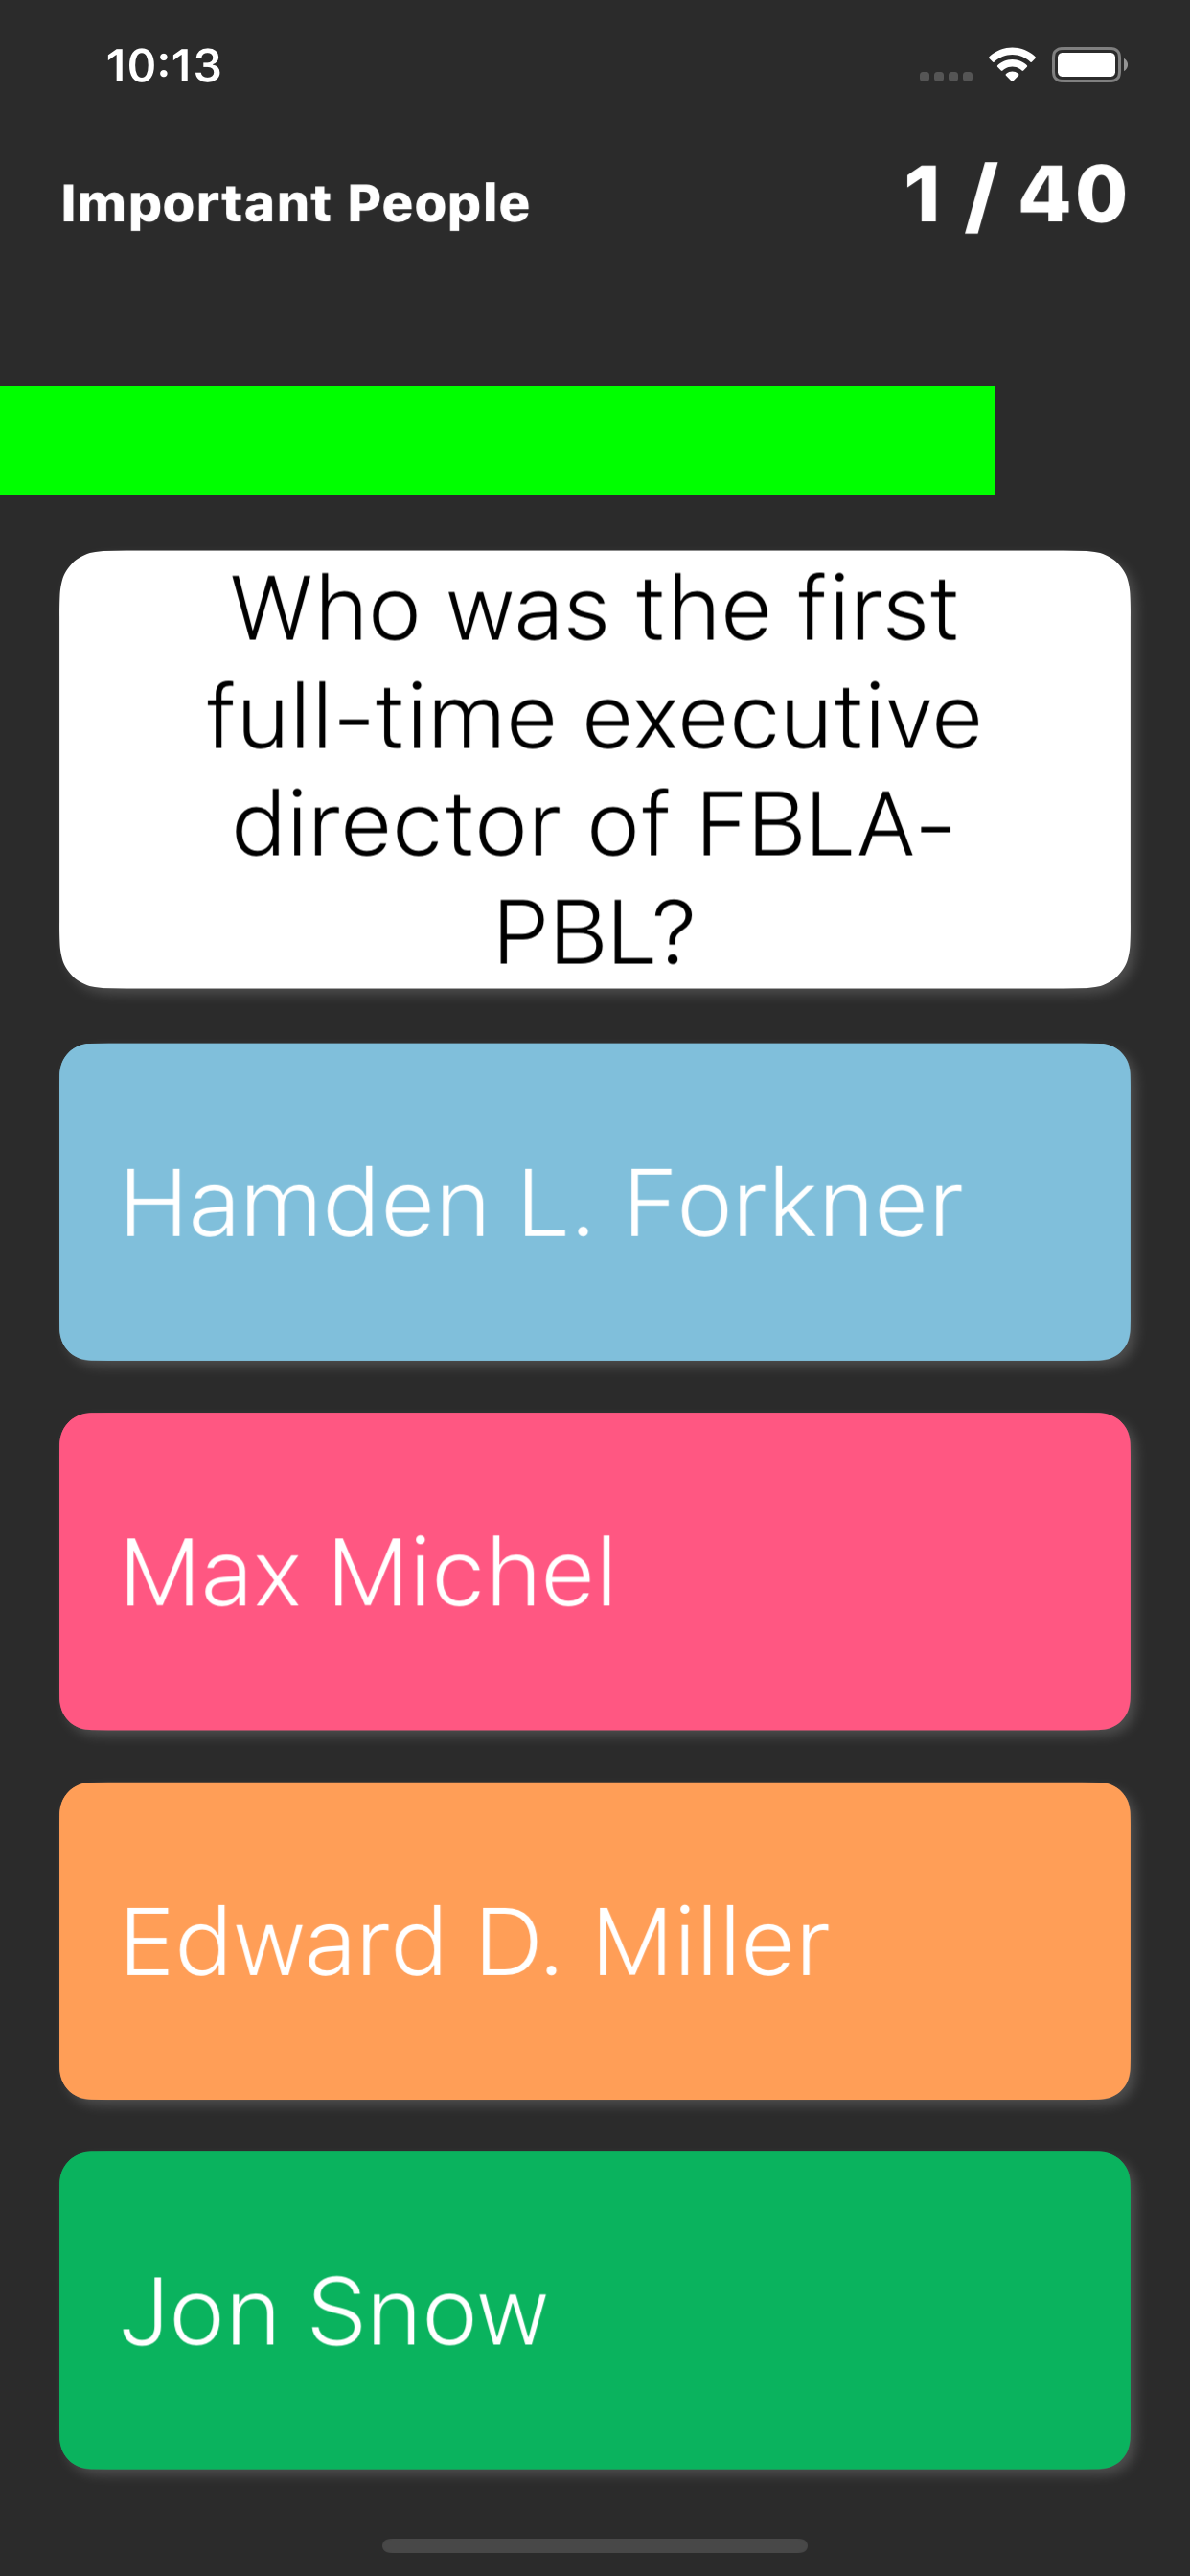 10:13
Important People
1 / 40
Who was the first
full-time executive
director of FBLA-
PBL?
Hamden L. Forkner
Max Michel
Edward D. Miller
Jon Snow